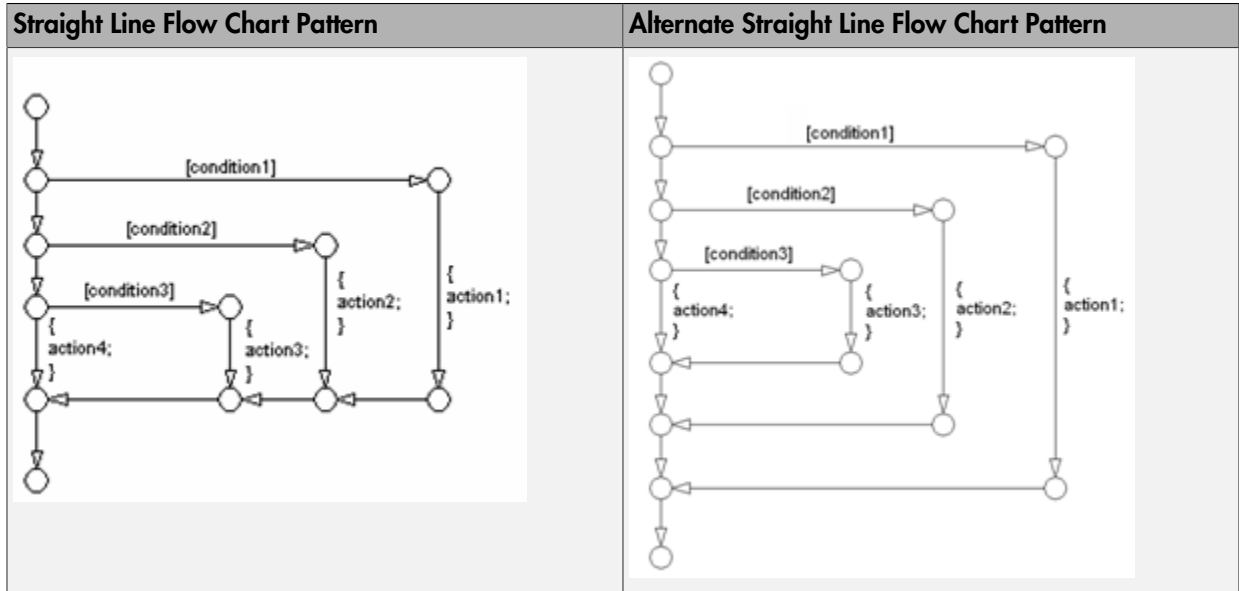 Straight Line Flow Chart Pattern
[condition1]
[condition2]
[condition3]
{
action4;
}
{
action3;
}
{
action2;
}
{
action1;
}
Alternate Straight Line Flow Chart Pattern
[condition1]
[condition2]
[condition3]
{
action4;
}
{
action3;
}
{
action2;
}
{
action1;
}